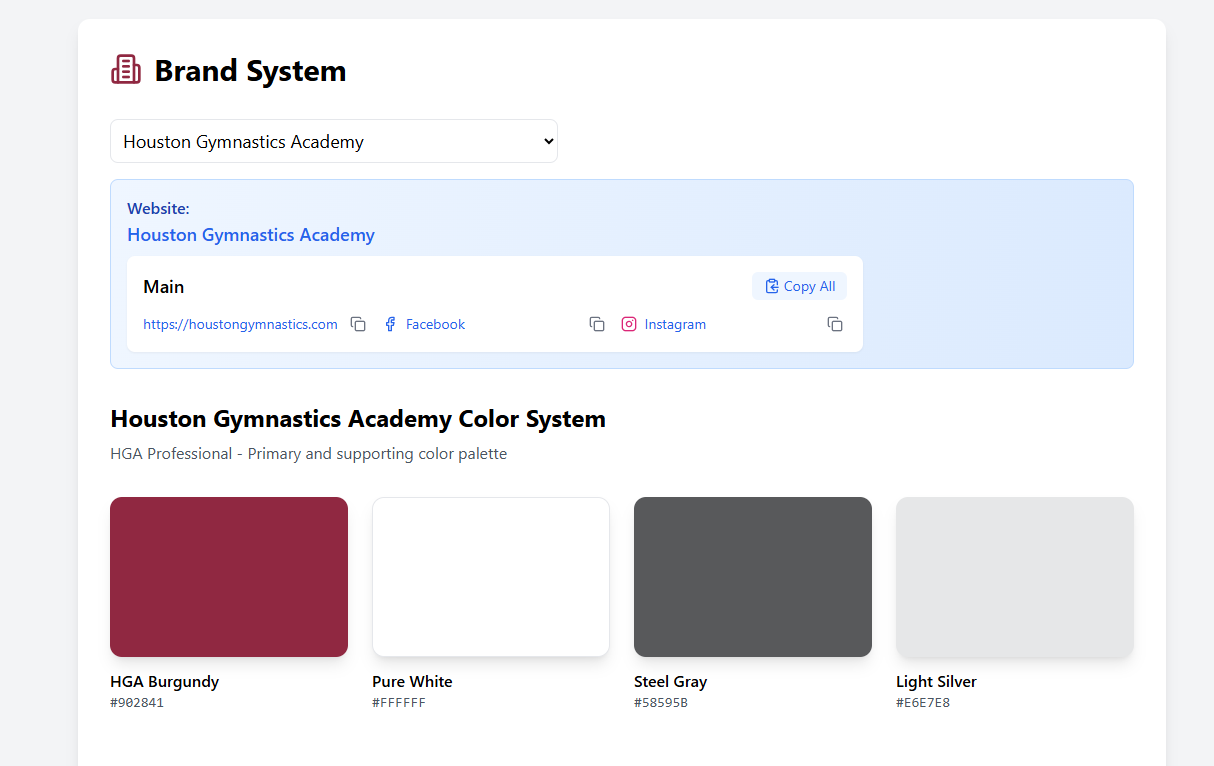 Brand System
Houston Gymnastics Academy
Website:
Houston Gymnastics Academy
Main
Copy All
https://houstongymnastics.com
Facebook
Instagram
Houston Gymnastics Academy Color System
HGA Professional - Primary and supporting color palette
HGA Burgundy
#902841
Pure White
#FFFFFF
Steel Gray
#58595B
Light Silver
#E6E7E8